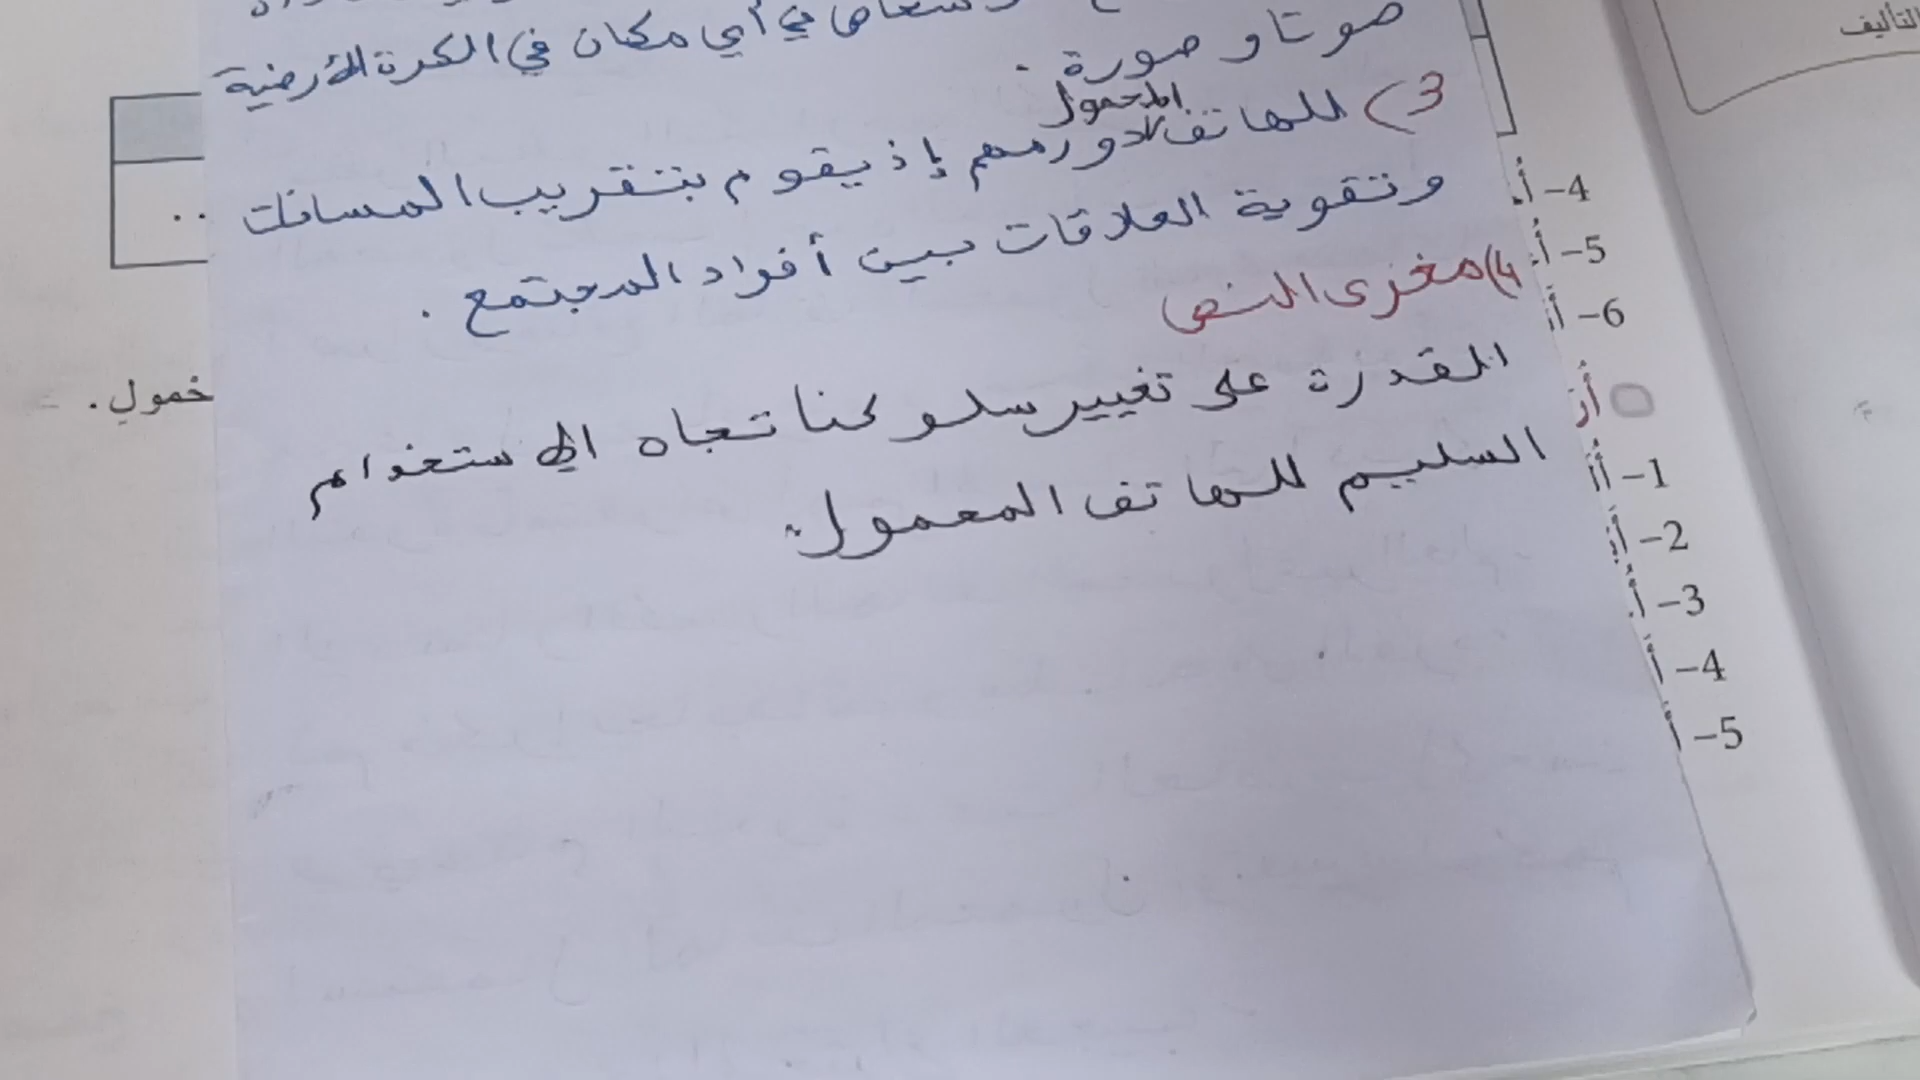 في أي مكان في الكرة الأرضية
صوتا و صورة.
3) للهاتف المحمول دور مهم إذ يقوم بتقريب المسافات
وتقوية العلاقات بين أفراد المجتمع.
4) مغزى النص
القدرة على تغيير سلوكنا تجاه الاستخدام
السليم للهاتف المحمول.
التأليف
خمول.
4- أ
5- أ
6- أ
1- أ
2- أ
3- أ
4- أ
5- أ